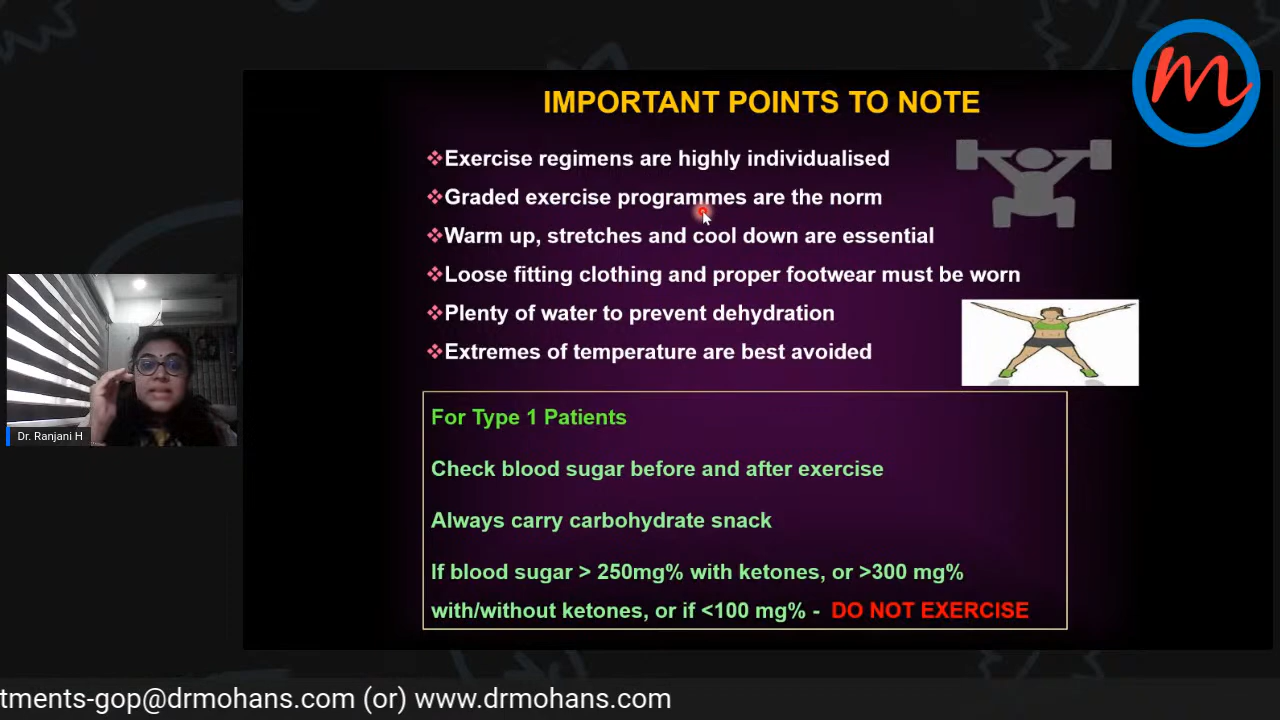 IMPORTANT POINTS TO NOTE
m
❖Exercise regimens are highly individualised
❖Graded exercise programmes are the norm
❖Warm up, stretches and cool down are essential
❖Loose fitting clothing and proper footwear must be worn
❖Plenty of water to prevent dehydration
❖Extremes of temperature are best avoided
Dr. Ranjani H
For Type 1 Patients
Check blood sugar before and after exercise
Always carry carbohydrate snack
If blood sugar > 250mg% with ketones, or >300 mg%
with/without ketones, or if <100 mg% - DO NOT EXERCISE
tments-gop@drmohans.com (or) www.drmohans.com